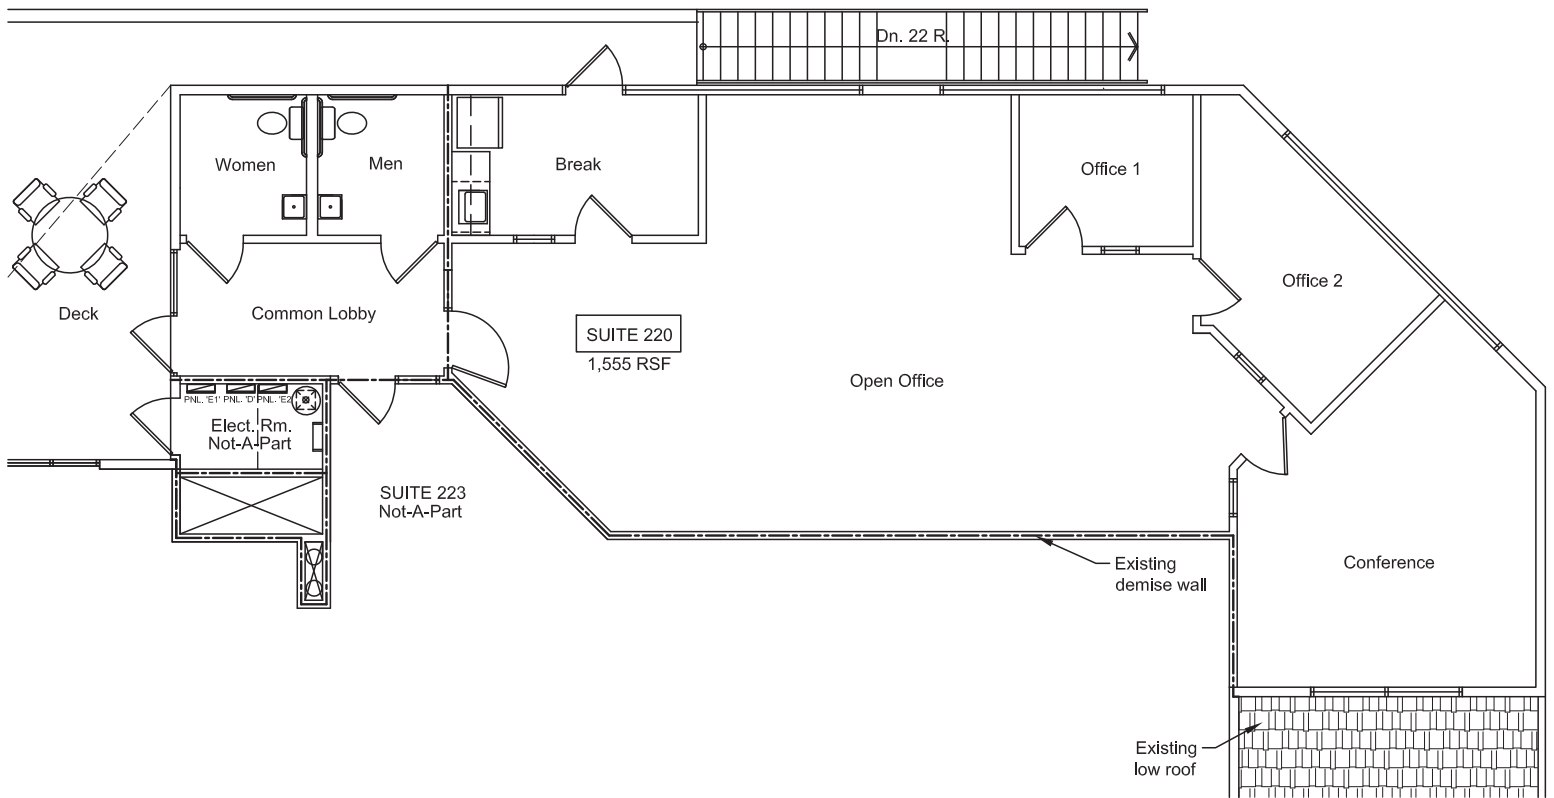 Dn. 22 R.
Women
Men
Break
Office 1
Office 2
Deck
Common Lobby
SUITE 220
1,555 RSF
Open Office
PNL. 'E1' PNL. 'D' PNL. 'E2
Elect. Rm.
Not-A-Part
SUITE 223
Not-A-Part
Existing
demise wall
Conference
Existing
low roof